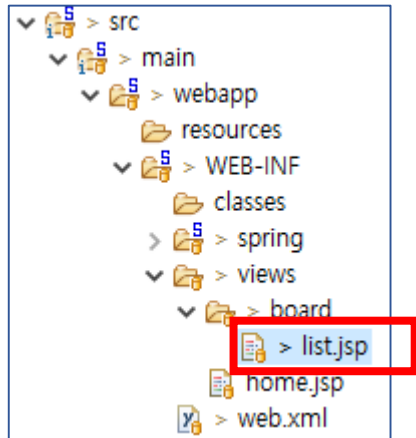 > src
> main
> webapp
resources
> WEB-INF
classes
> spring
> views
> board
> list.jsp
home.jsp
> web.xml